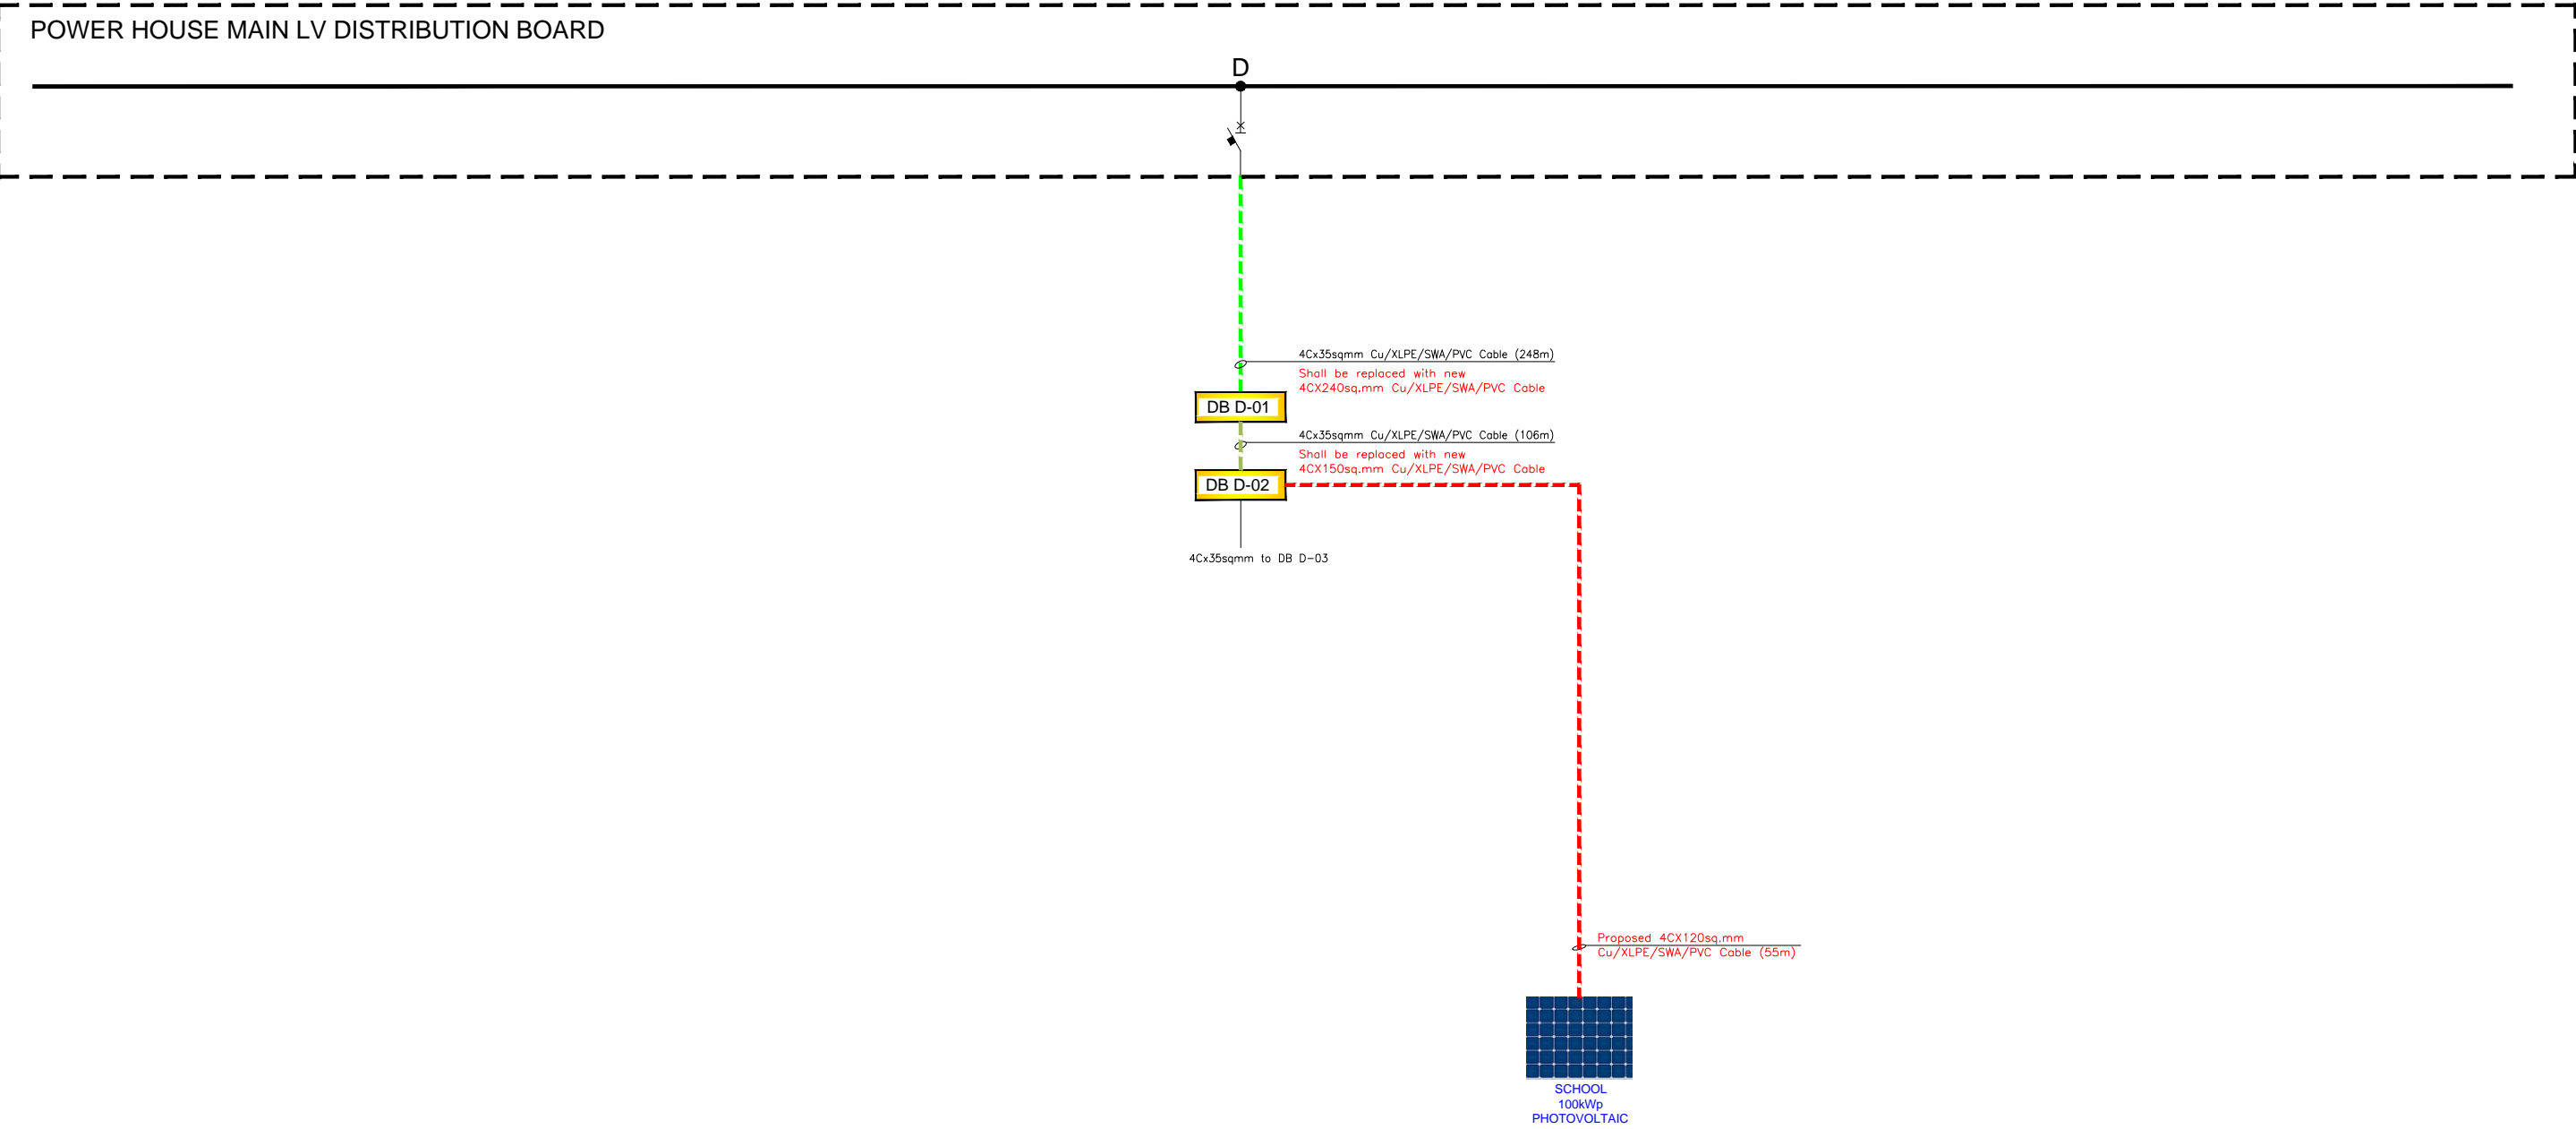 POWER HOUSE MAIN LV DISTRIBUTION BOARD
D
4Cx35sqmm Cu/XLPE/SWA/PVC Cable (248m)
Shall be replaced with new
4CX240sq.mm Cu/XLPE/SWA/PVC Cable
DB D-01
4Cx35sqmm Cu/XLPE/SWA/PVC Cable (106m)
Shall be replaced with new
4CX150sq.mm Cu/XLPE/SWA/PVC Cable
DB D-02
4Cx35sqmm to DB D-03
Proposed 4CX120sq.mm
Cu/XLPE/SWA/PVC Cable (55m)
SCHOOL
100kWp
PHOTOVOLTAIC